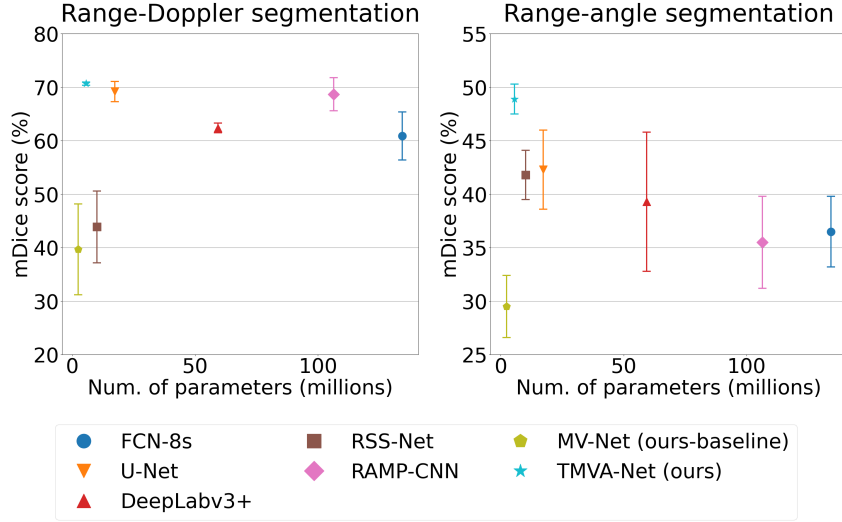 Range-Doppler segmentation
mDice score (%)
80
70
60
50
40
30
20
0 50 100
Num. of parameters (millions)
Range-angle segmentation
mDice score (%)
55
50
45
40
35
30
25
0 50 100
Num. of parameters (millions)
FCN-8s
U-Net
DeepLabv3+
RSS-Net
RAMP-CNN
MV-Net (ours-baseline)
TMVA-Net (ours)